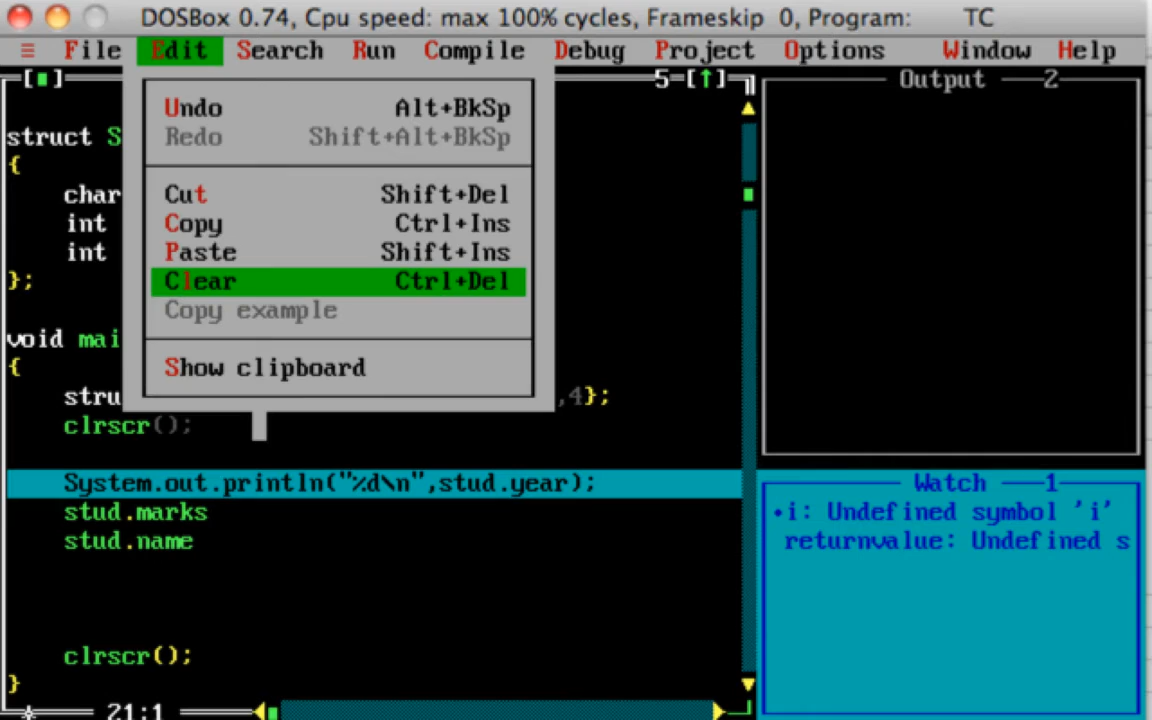 DOSBox 0.74, Cpu speed: max 100% cycles, Frameskip 0, Program: TC
≡ File Edit Search Run Compile Debug Project Options Window Help
5=[↑]
Output 2
Undo Alt+BkSp
Redo Shift+Alt+BkSp
Cut Shift+Del
Copy Ctrl+Ins
Paste Shift+Ins
Clear Ctrl+Del
Copy example
Show clipboard
struct S
{
char
int
int
};
void mai
{
stru ,4};
clrscr();
System.out.println("%d\n",stud.year);
stud.marks
stud.name
clrscr();
}
21:1
Watch 1
•i: Undefined symbol 'i'
returnvalue: Undefined s